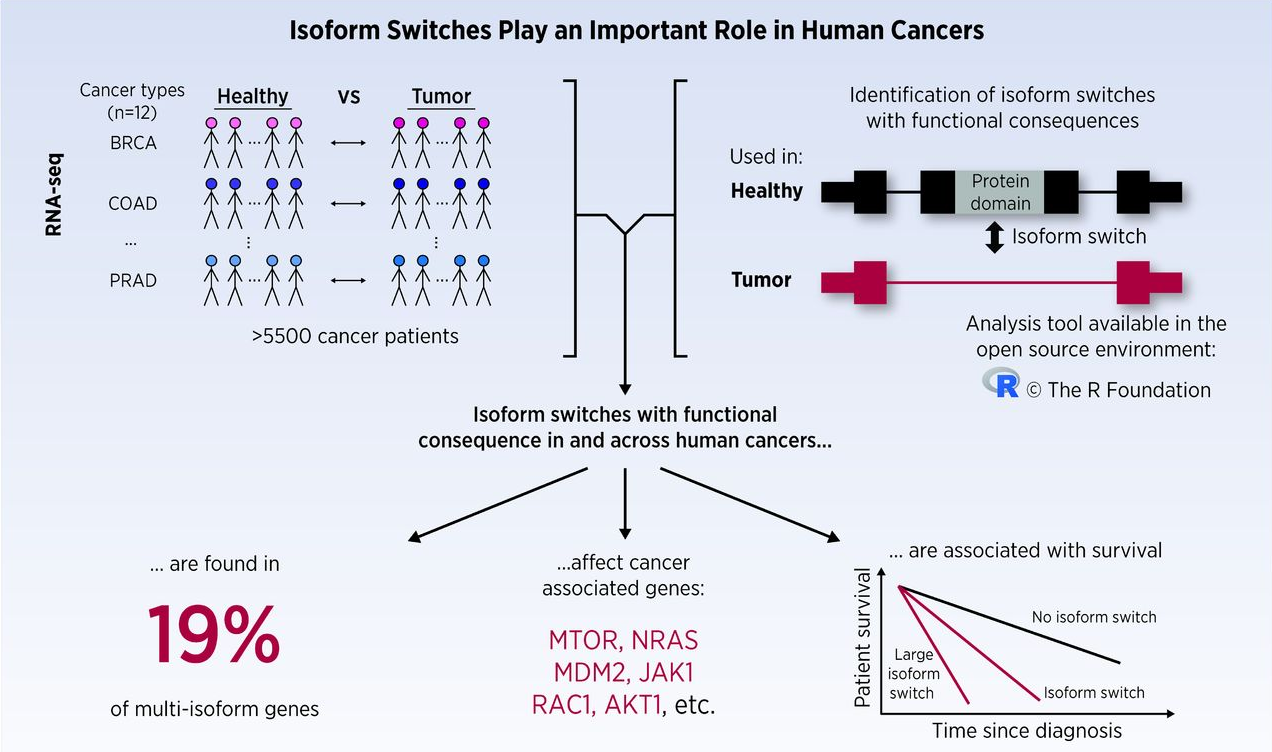 Isoform Switches Play an Important Role in Human Cancers
RNA-seq
Cancer types
(n=12)
Healthy
VS
Tumor
BRCA
...
...
COAD
...
...
...
⋮
⋮
PRAD
...
...
>5500 cancer patients
Identification of isoform switches
with functional consequences
Used in:
Healthy
Protein
domain
Isoform switch
Tumor
Analysis tool available in the
open source environment:
R © The R Foundation
Isoform switches with functional
consequence in and across human cancers...
... are found in
19%
of multi-isoform genes
...affect cancer
associated genes:
MTOR, NRAS
MDM2, JAK1
RAC1, AKT1, etc.
... are associated with survival
Patient survival
No isoform switch
Large
isoform
switch
Isoform switch
Time since diagnosis